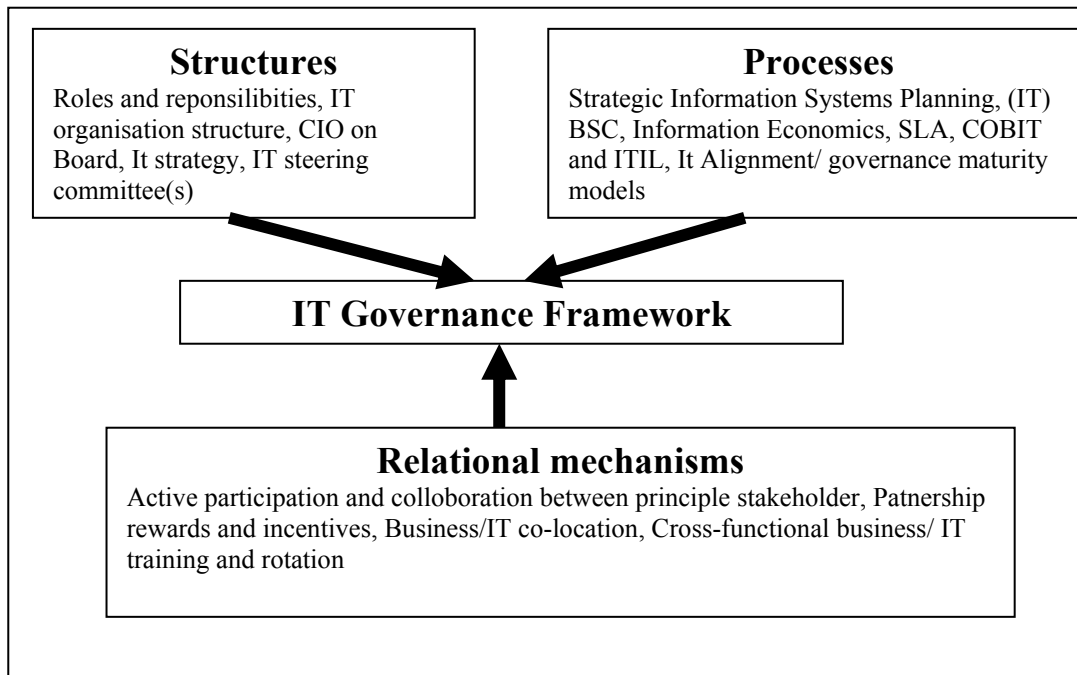 Structures
Roles and reponsilibities, IT
organisation structure, CIO on
Board, It strategy, IT steering
committee(s)
Processes
Strategic Information Systems Planning, (IT)
BSC, Information Economics, SLA, COBIT
and ITIL, It Alignment/ governance maturity
models
IT Governance Framework
Relational mechanisms
Active participation and colloboration between principle stakeholder, Patnership
rewards and incentives, Business/IT co-location, Cross-functional business/ IT
training and rotation